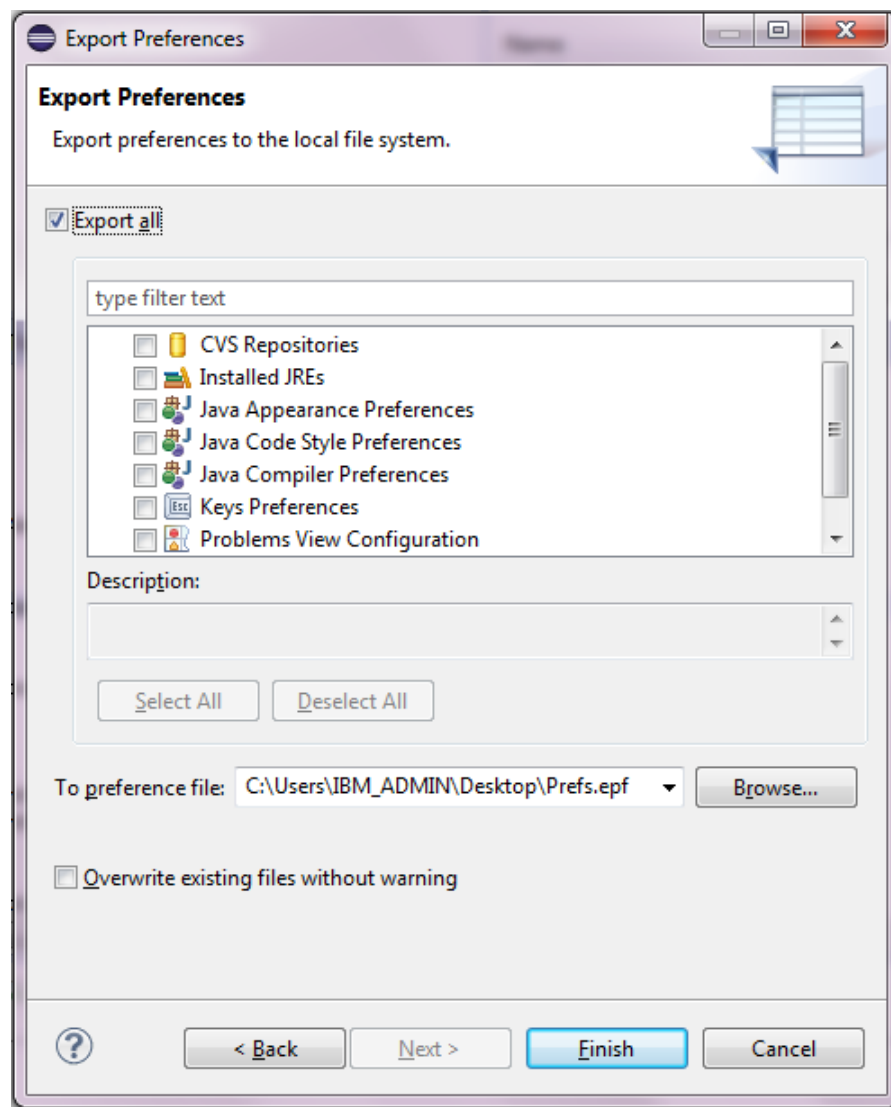 Export Preferences
Export Preferences
Export preferences to the local file system.
Export all
type filter text
CVS Repositories
Installed JREs
Java Appearance Preferences
Java Code Style Preferences
Java Compiler Preferences
Esc Keys Preferences
Problems View Configuration
Description:
Select All Deselect All
To preference file: C:\Users\IBM_ADMIN\Desktop\Prefs.epf Browse...
Overwrite existing files without warning
? < Back Next > Finish Cancel